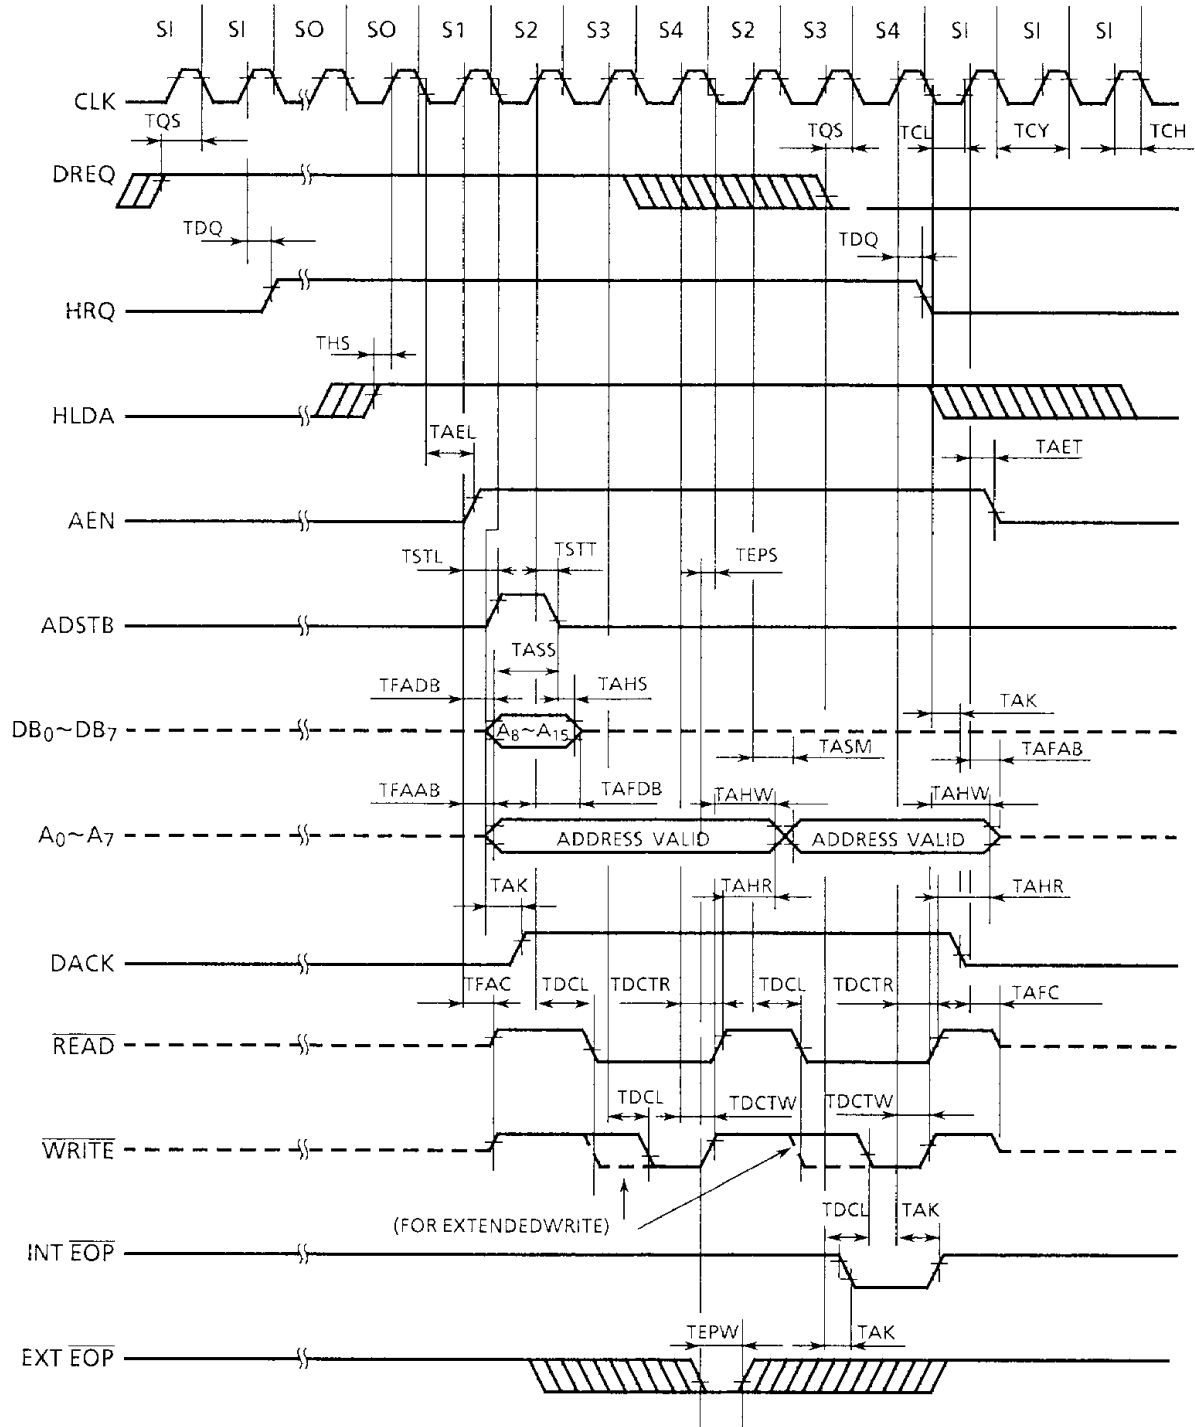 SI SI SO SO S1 S2 S3 S4 S2 S3 S4 SI SI SI
CLK
TQS TQS TCL TCY TCH
DREQ
TDQ TDQ
HRQ
THS
HLDA
TAEL TAET
AEN
TSTL TSTT TEPS
ADSTB
TASS
TFADB TAHS TAK
DB0~DB7 A8~A15
TASM TAFAB
TFAAB TAFDB TAHW TAHW
A0~A7 ADDRESS VALID ADDRESS VALID
TAK TAHR TAHR
DACK
TFAC TDCL TDCTR TDCL TDCTR TAFC
READ
TDCL TDCTW TDCTW
WRITE
(FOR EXTENDEDWRITE) TDCL TAK
INT EOP
TEPW TAK
EXT EOP